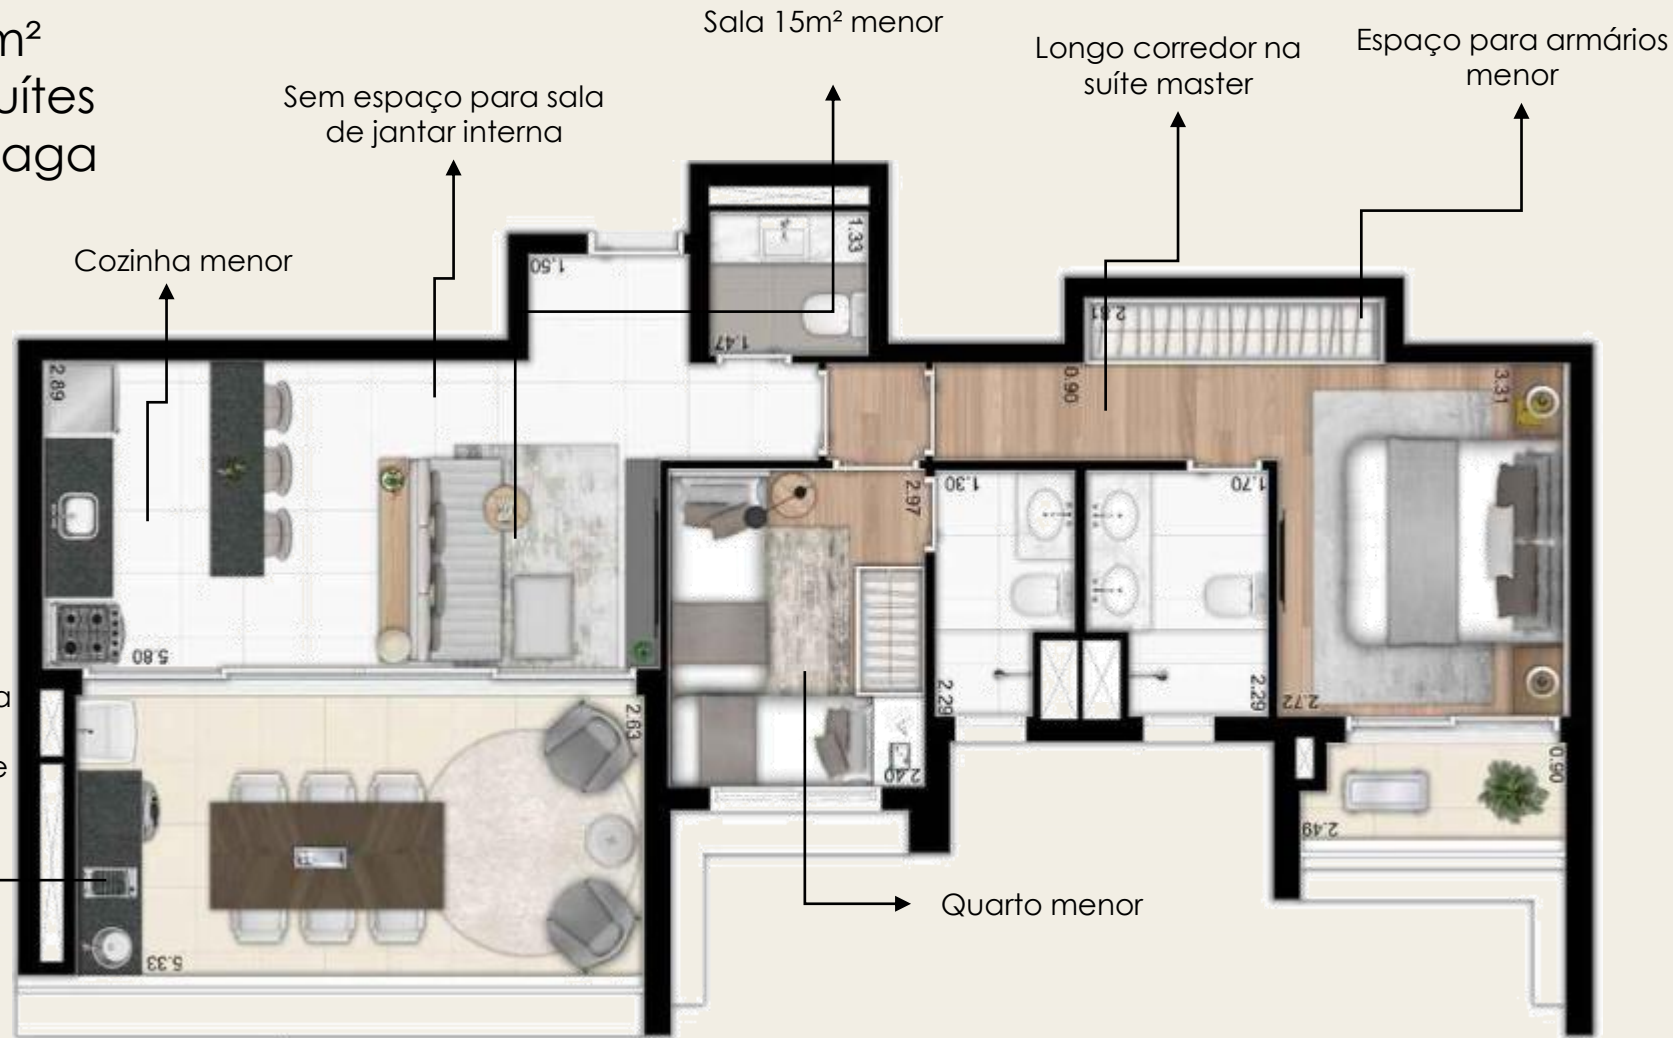 m²
uítes
aga
Sala 15m² menor
Longo corredor na
suíte master
Espaço para armários
menor
Sem espaço para sala
de jantar interna
Cozinha menor
1.50
1.33
1.47
2.81
2.89
0.90
3.31
2.97
1.30
1.70
5.80
2.29
2.29
2.72
a
e
2.63
2.40
0.90
2.49
5.33
Quarto menor